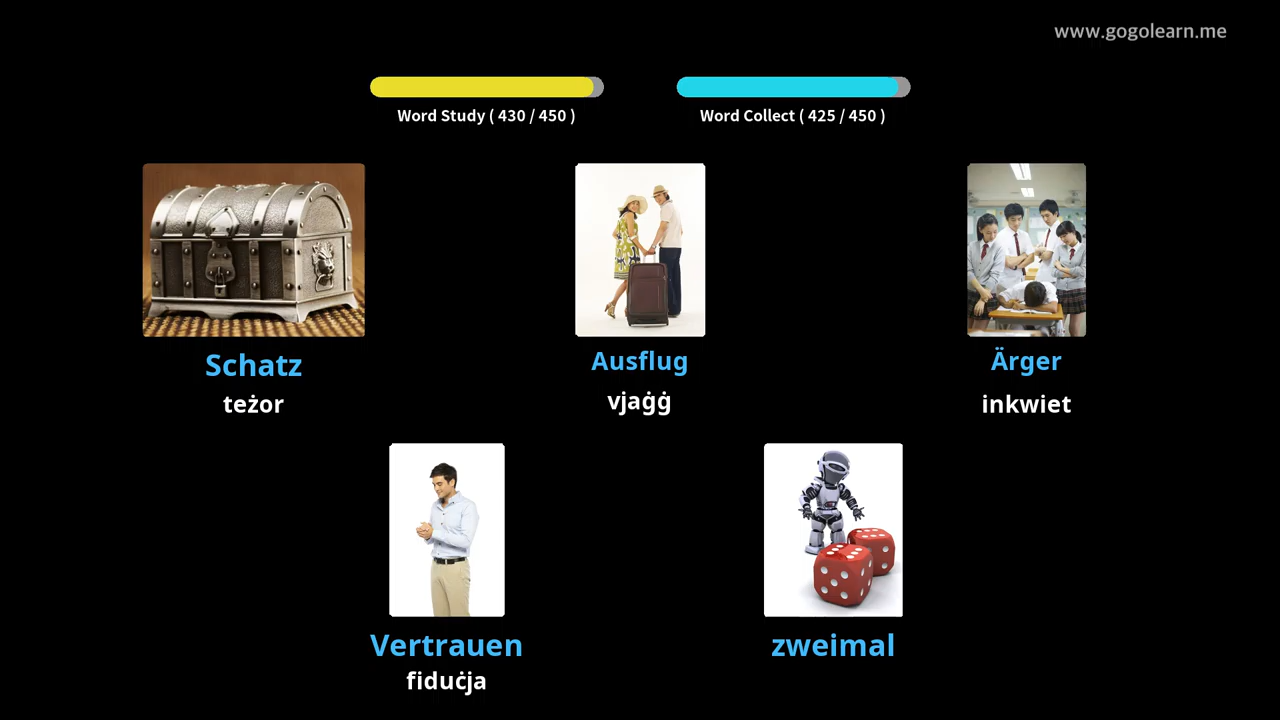 www.gogolearn.me
Word Study ( 430 / 450 )
Word Collect ( 425 / 450 )
Schatz
teżor
Ausflug
vjaġġ
Ärger
inkwiet
Vertrauen
fiduċja
zweimal